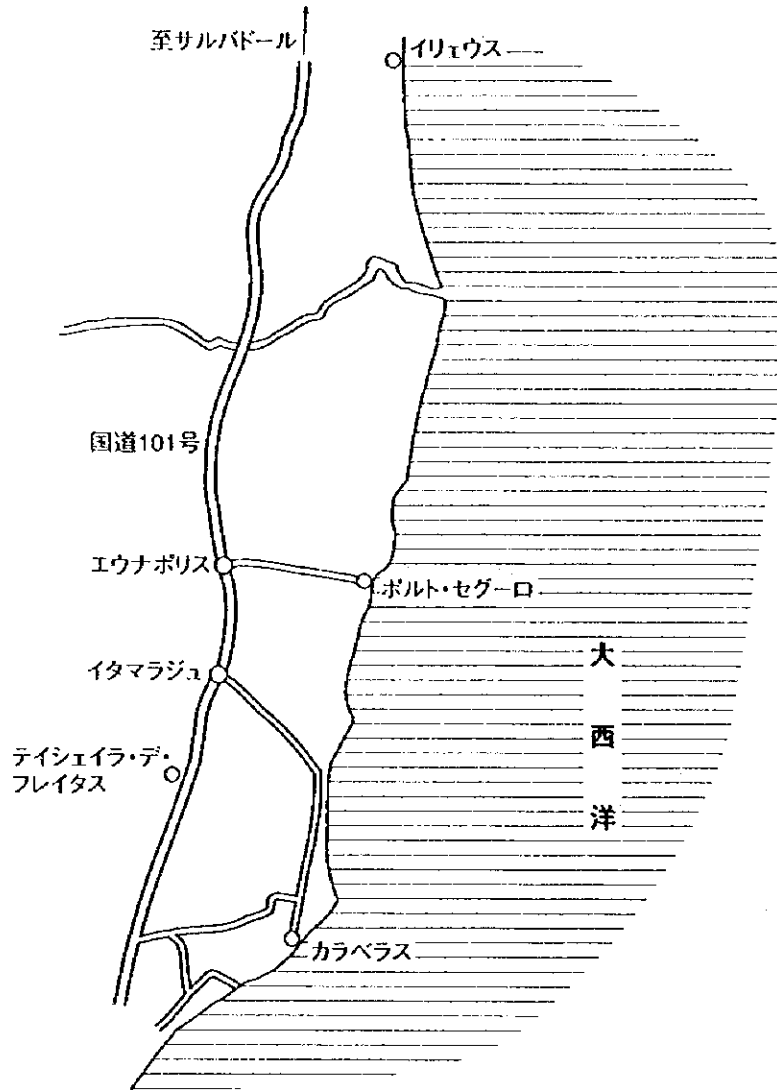 至サルバドール
イリェウス
国道101号
エウナポリス
ポルト・セグーロ
イタマラジュ
大西洋
テイシェイラ・デ・
フレイタス
カラベラス